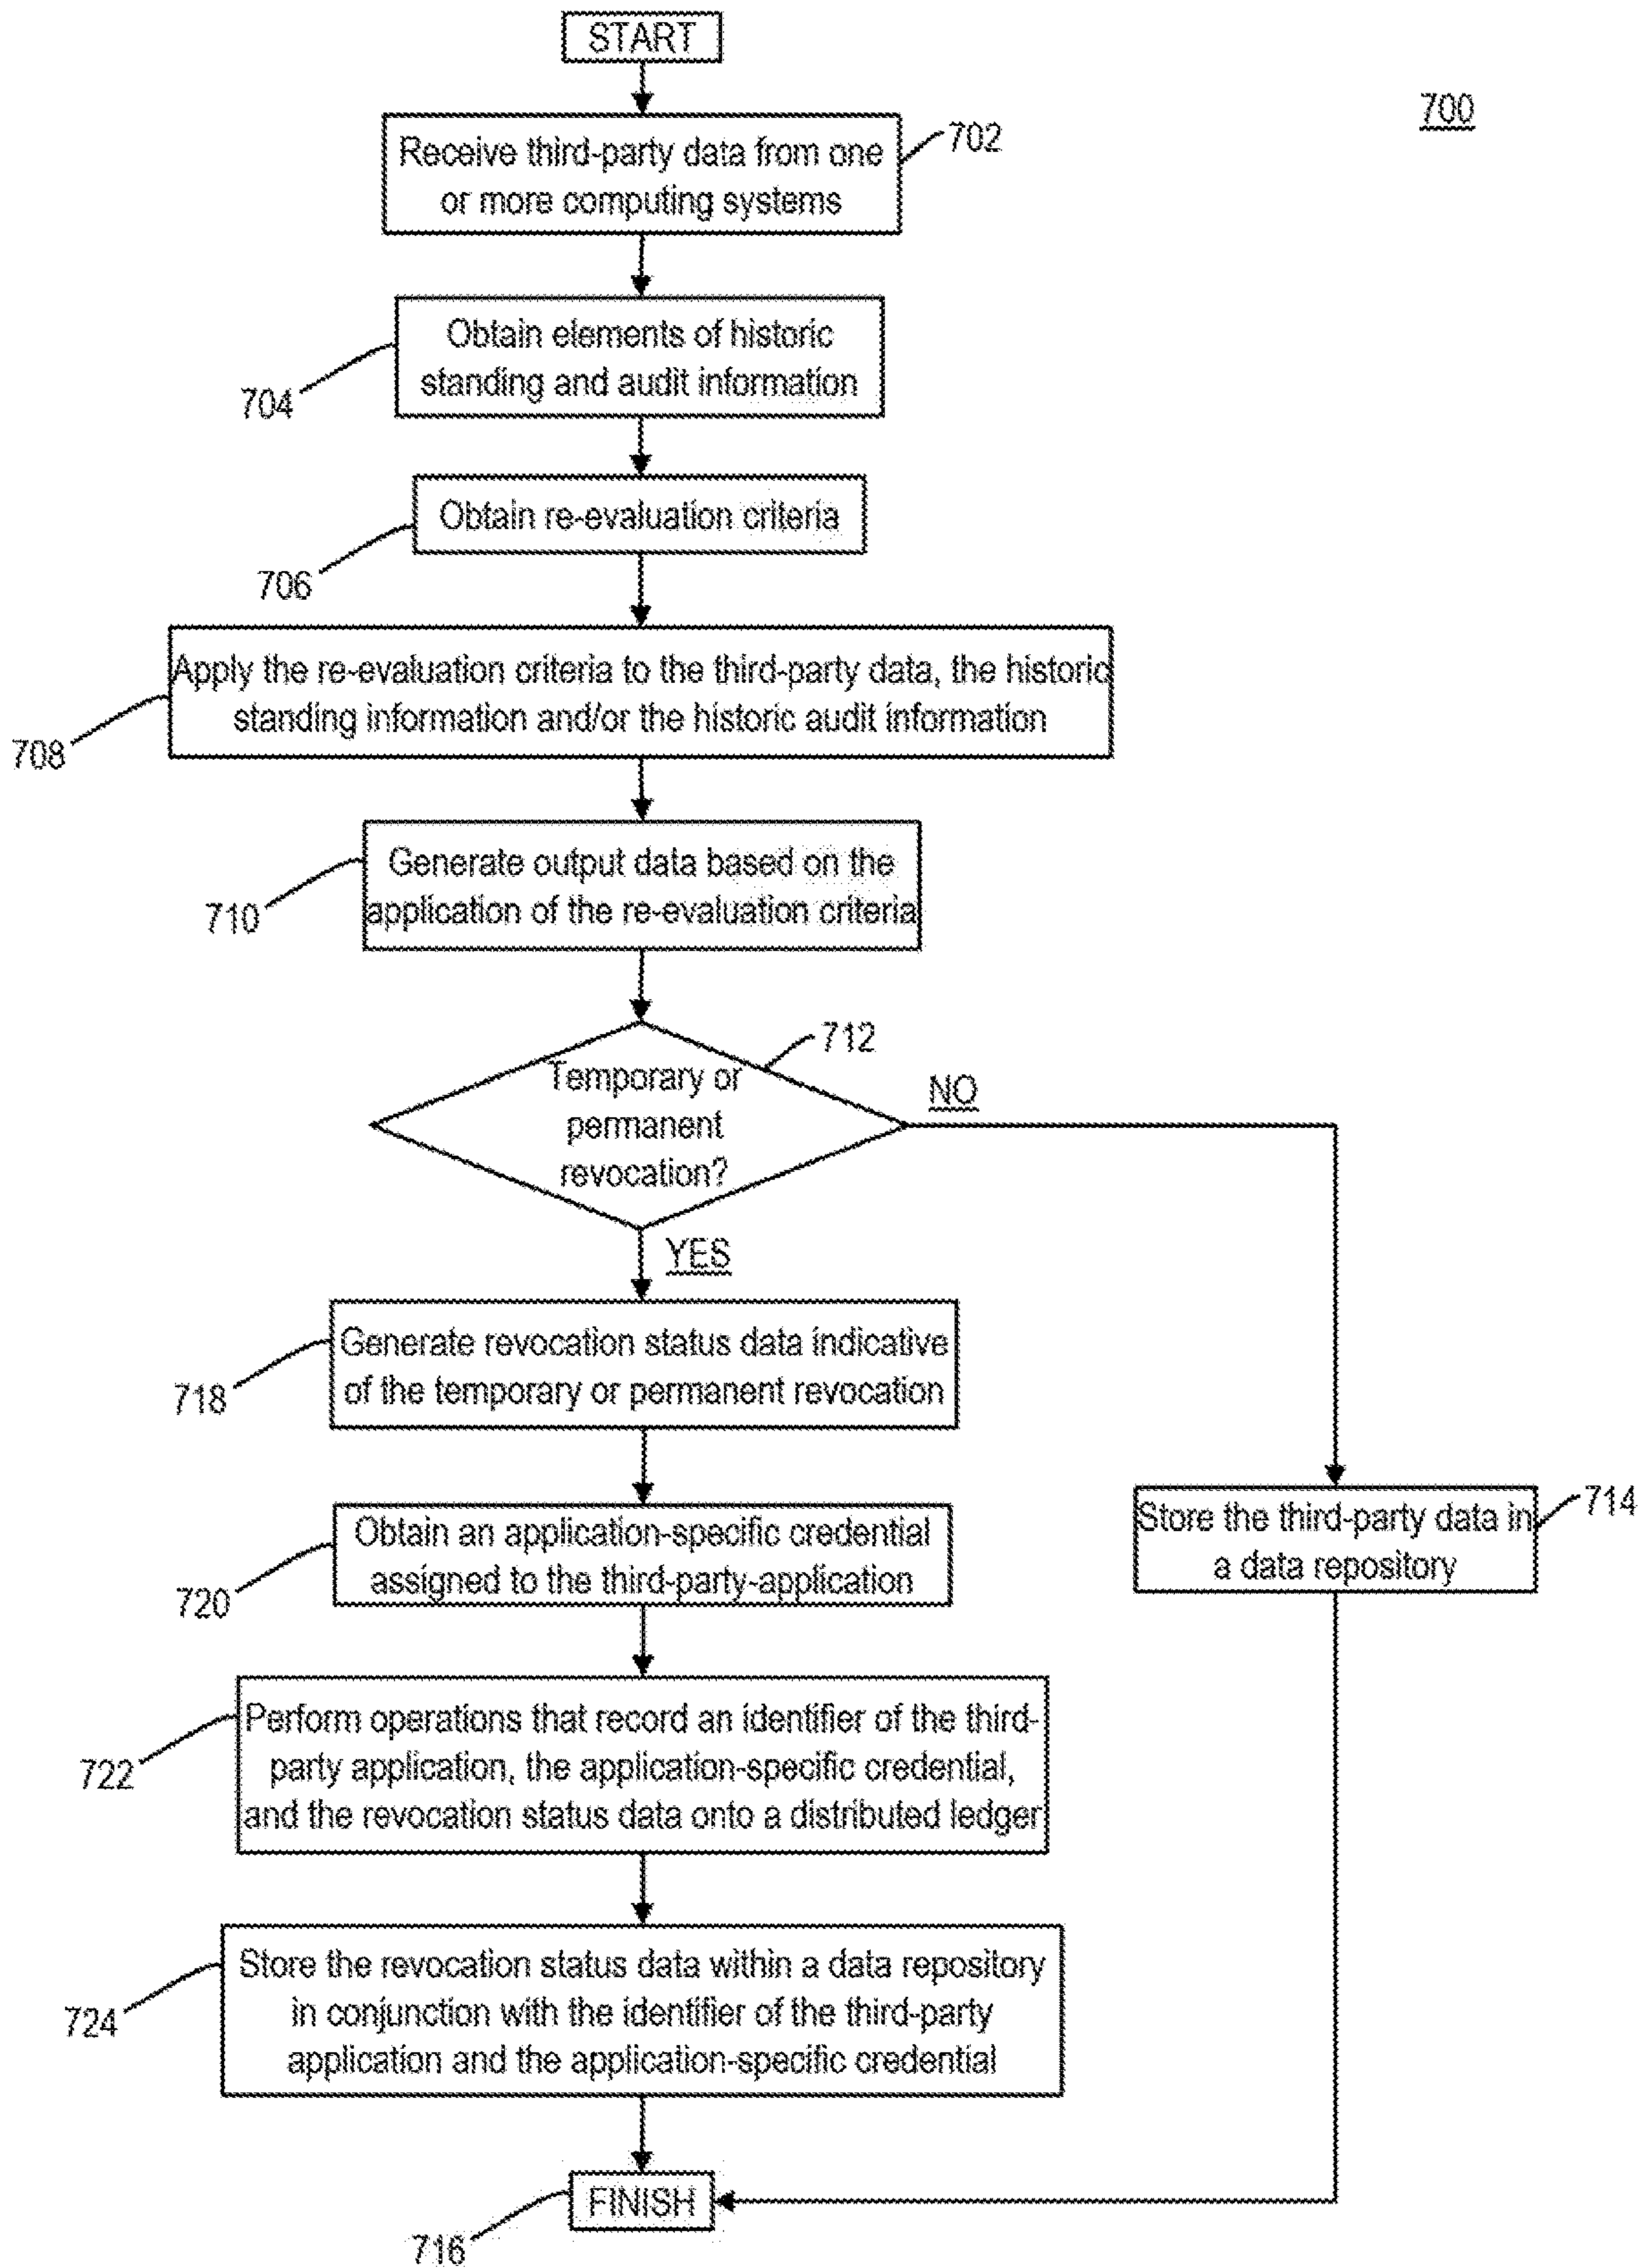 START
700
Receive third-party data from one
or more computing systems
702
Obtain elements of historic
standing and audit information
704
Obtain re-evaluation criteria
706
Apply the re-evaluation criteria to the third-party data, the historic
standing information and/or the historic audit information
708
Generate output data based on the
application of the re-evaluation criteria
710
712
Temporary or
permanent
revocation?
NO
YES
Generate revocation status data indicative
of the temporary or permanent revocation
718
Obtain an application-specific credential
assigned to the third-party-application
720
Store the third-party data in
a data repository
714
Perform operations that record an identifier of the third-
party application, the application-specific credential,
and the revocation status data onto a distributed ledger
722
Store the revocation status data within a data repository
in conjunction with the identifier of the third-party
application and the application-specific credential
724
FINISH
716